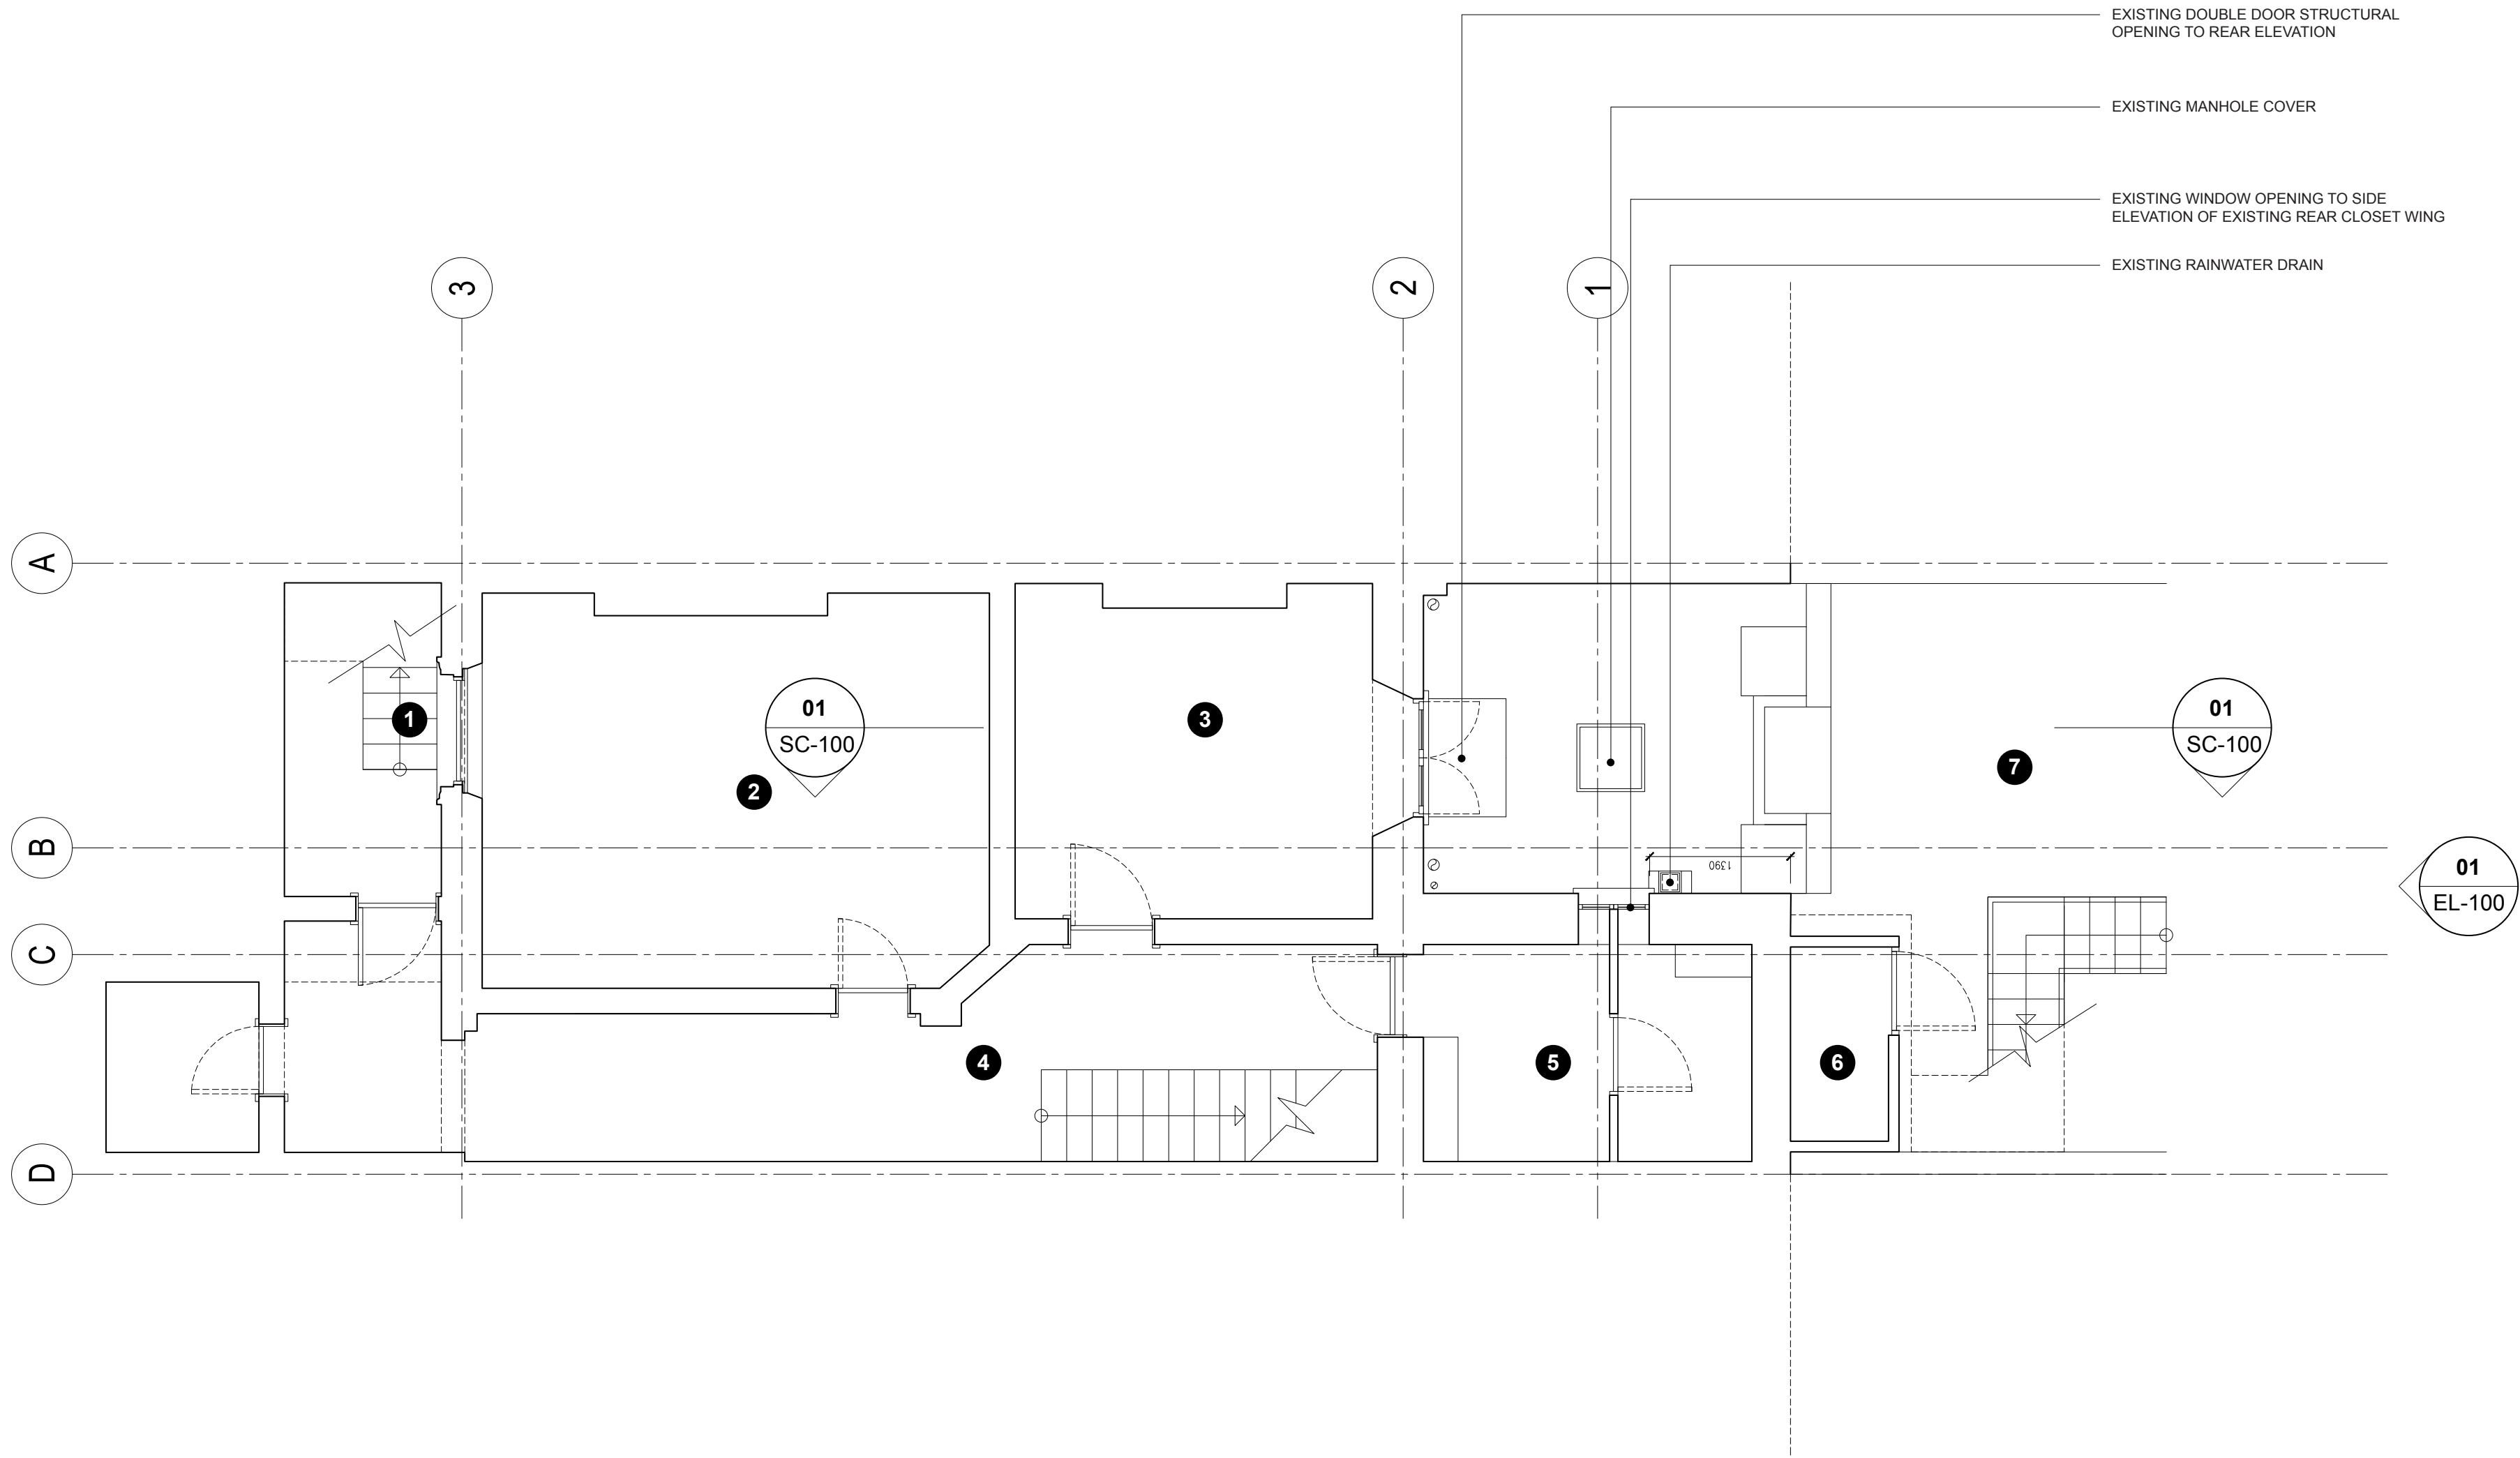 EXISTING DOUBLE DOOR STRUCTURAL
OPENING TO REAR ELEVATION
EXISTING MANHOLE COVER
EXISTING WINDOW OPENING TO SIDE
ELEVATION OF EXISTING REAR CLOSET WING
EXISTING RAINWATER DRAIN
3
2
1
A
B
C
D
1
2
3
4
5
6
7
01
SC-100
01
SC-100
01
EL-100
1390